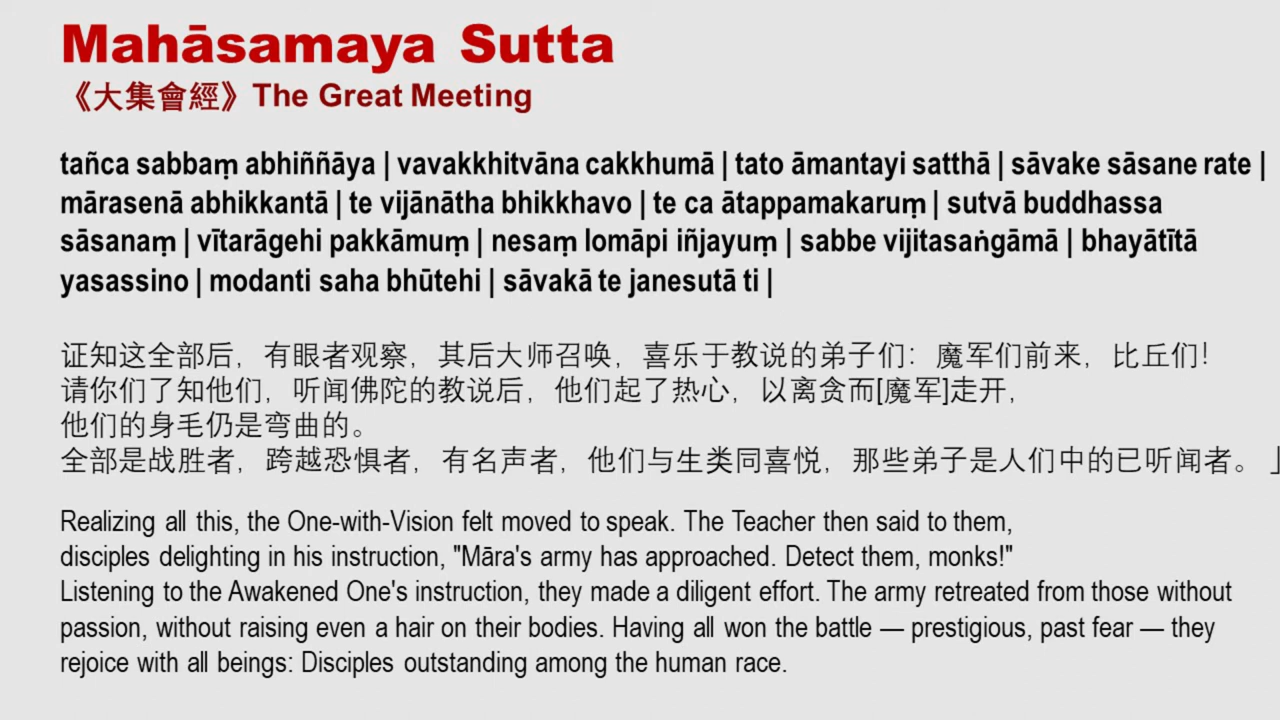 Mahāsamaya Sutta
《大集會經》The Great Meeting
tañca sabbaṃ abhiññāya | vavakkhitvāna cakkhumā | tato āmantayi satthā | sāvake sāsane rate |
mārasenā abhikkantā | te vijānātha bhikkhavo | te ca ātappamakaruṃ | sutvā buddhassa
sāsanaṃ | vītarāgehi pakkāmuṃ | nesaṃ lomāpi iñjayuṃ | sabbe vijitasaṅgāmā | bhayātītā
yasassino | modanti saha bhūtehi | sāvakā te janesutā ti |
证知这全部后，有眼者观察，其后大师召唤，喜乐于教说的弟子们：魔军们前来，比丘们！
请你们了知他们，听闻佛陀的教说后，他们起了热心，以离贪而[魔军]走开，
他们的身毛仍是弯曲的。
全部是战胜者，跨越恐惧者，有名声者，他们与生类同喜悦，那些弟子是人们中的已听闻者。」
Realizing all this, the One-with-Vision felt moved to speak. The Teacher then said to them,
disciples delighting in his instruction, "Māra's army has approached. Detect them, monks!"
Listening to the Awakened One's instruction, they made a diligent effort. The army retreated from those without
passion, without raising even a hair on their bodies. Having all won the battle — prestigious, past fear — they
rejoice with all beings: Disciples outstanding among the human race.